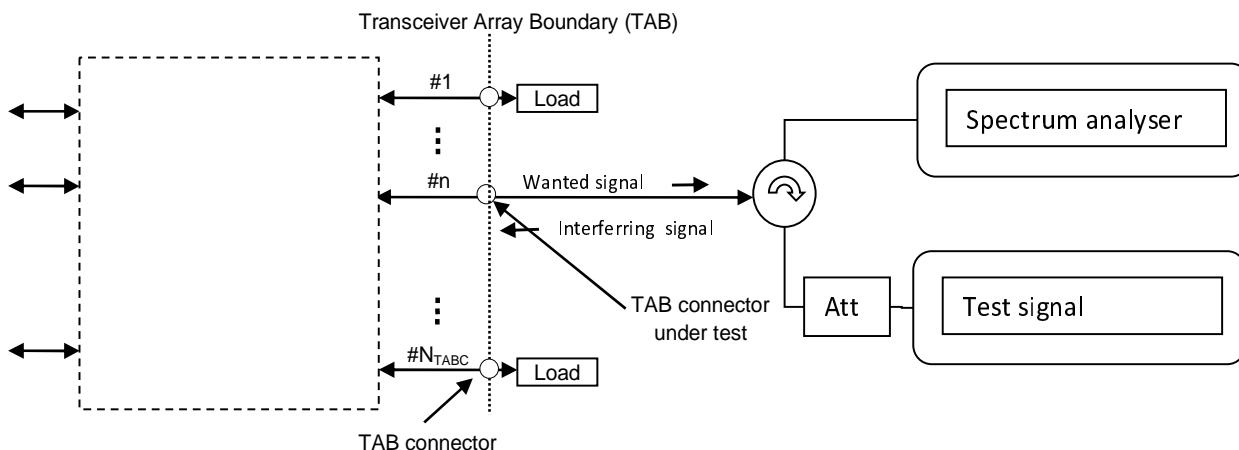 Transceiver Array Boundary (TAB)
#1
Load
Spectrum analyser
#n
Wanted signal
Interferring signal
TAB connector
under test
Att
Test signal
#NTABC
Load
TAB connector